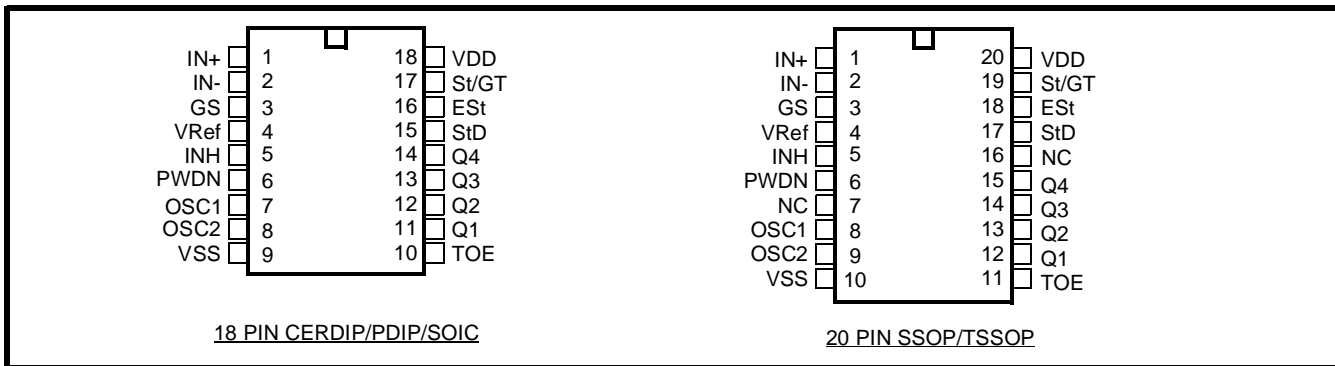 IN+ 1 18 VDD
IN- 2 17 St/GT
GS 3 16 ESt
VRef 4 15 StD
INH 5 14 Q4
PWDN 6 13 Q3
OSC1 7 12 Q2
OSC2 8 11 Q1
VSS 9 10 TOE
18 PIN CERDIP/PDIP/SOIC
IN+ 1 20 VDD
IN- 2 19 St/GT
GS 3 18 ESt
VRef 4 17 StD
INH 5 16 NC
PWDN 6 15 Q4
NC 7 14 Q3
OSC1 8 13 Q2
OSC2 9 12 Q1
VSS 10 11 TOE
20 PIN SSOP/TSSOP